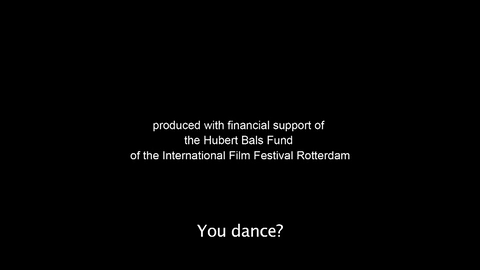 produced with financial support of
the Hubert Bals Fund
of the International Film Festival Rotterdam
You dance?